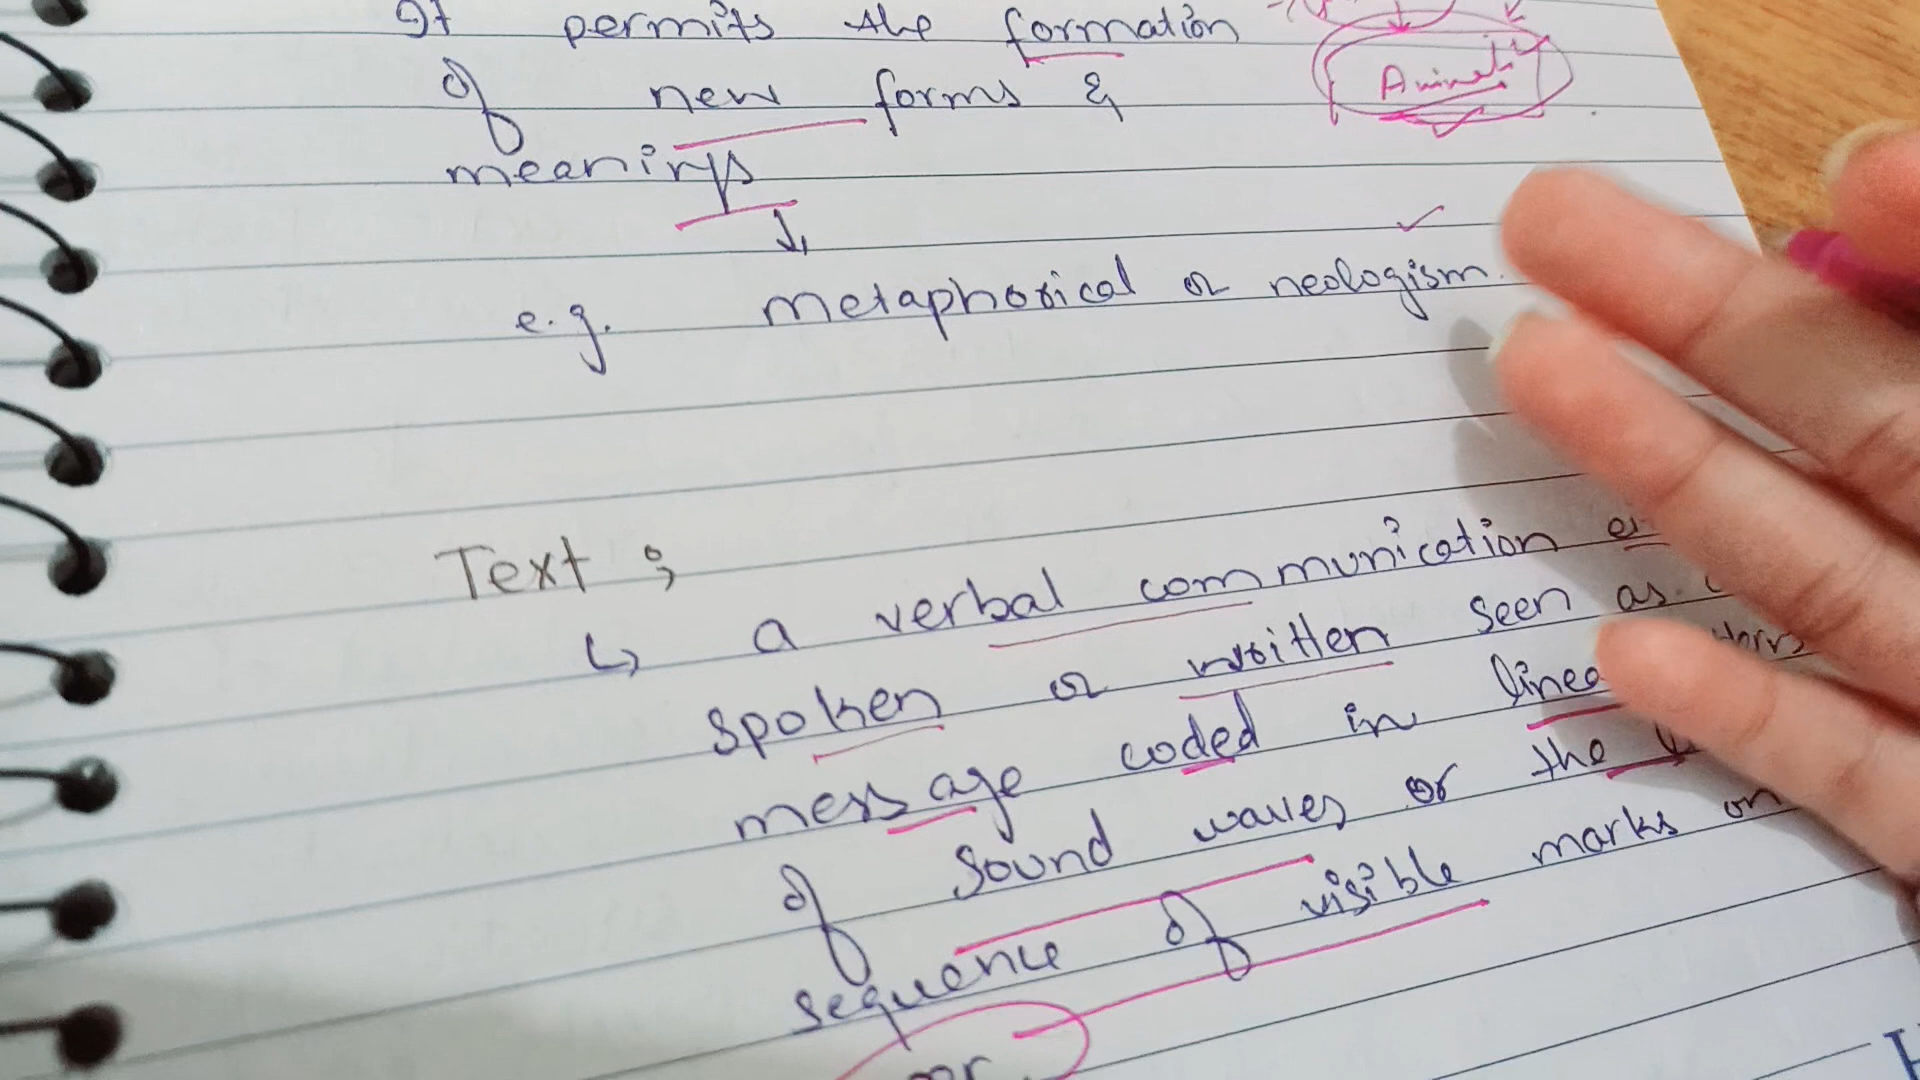 It permits the formation
of new forms &
meanings
e.g. metaphorical or neologism.
Text ;
a verbal communication
spoken or written seen as
message coded in
of sound waves or the
sequence of visible marks on